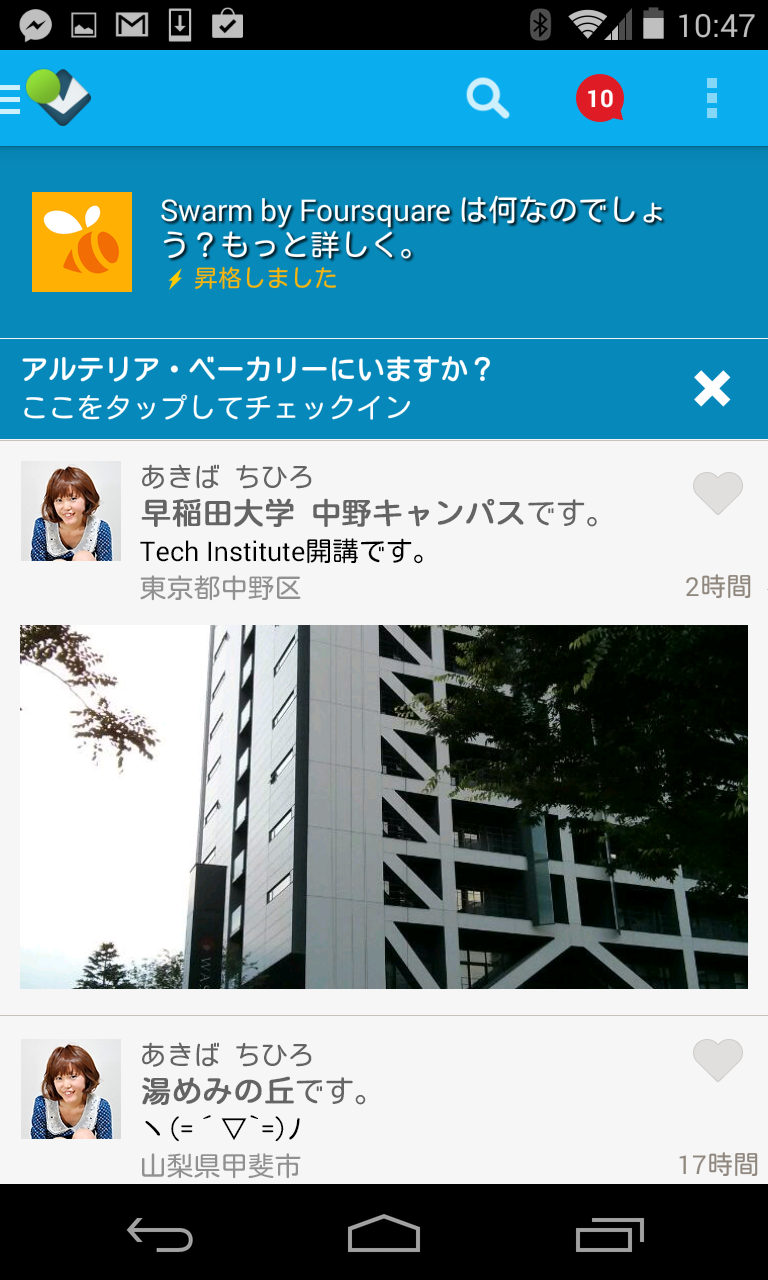 10:47
10
Swarm by Foursquare は何なのでしょ
う？もっと詳しく。
昇格しました
アルテリア・ベーカリーにいますか？
ここをタップしてチェックイン
あきば ちひろ
早稲田大学 中野キャンパスです。
Tech Institute開講です。
東京都中野区
2時間
あきば ちひろ
湯めみの丘です。
ヽ(=´▽`=)ﾉ
山梨県甲斐市
17時間